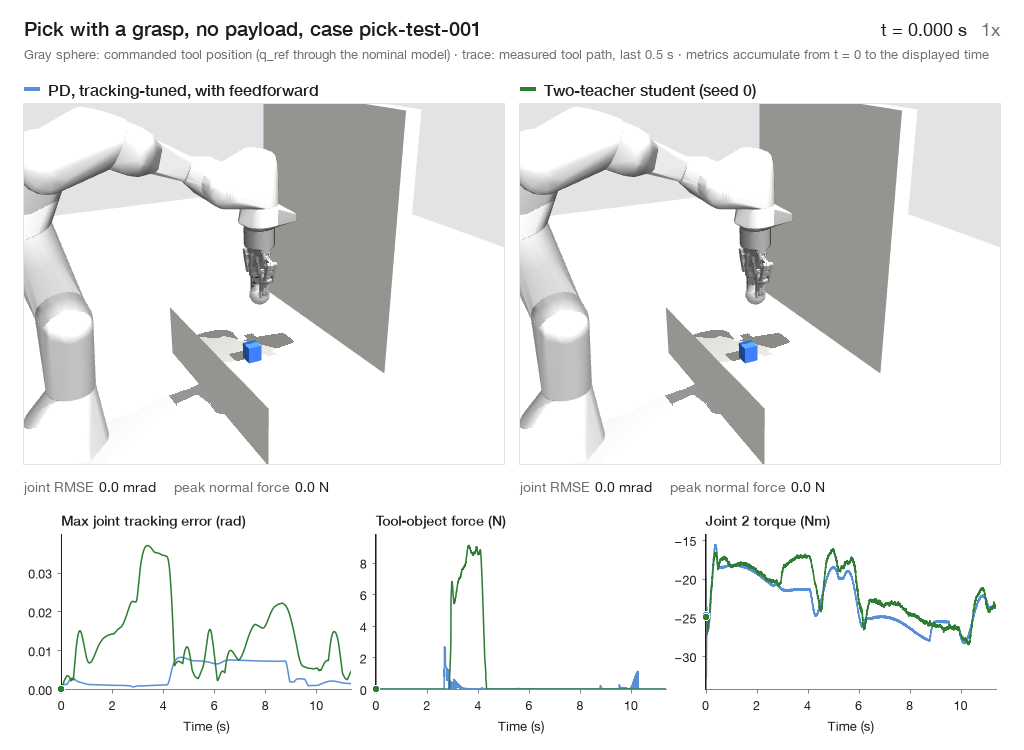 Pick with a grasp, no payload, case pick-test-001
t = 0.000 s 1x
Gray sphere: commanded tool position (q_ref through the nominal model) · trace: measured tool path, last 0.5 s · metrics accumulate from t = 0 to the displayed time
PD, tracking-tuned, with feedforward
Two-teacher student (seed 0)
joint RMSE 0.0 mrad peak normal force 0.0 N
joint RMSE 0.0 mrad peak normal force 0.0 N
Max joint tracking error (rad)
0.03
0.02
0.01
0.00
0 2 4 6 8 10
Time (s)
Tool-object force (N)
8
6
4
2
0
0 2 4 6 8 10
Time (s)
Joint 2 torque (Nm)
−15
−20
−25
−30
0 2 4 6 8 10
Time (s)